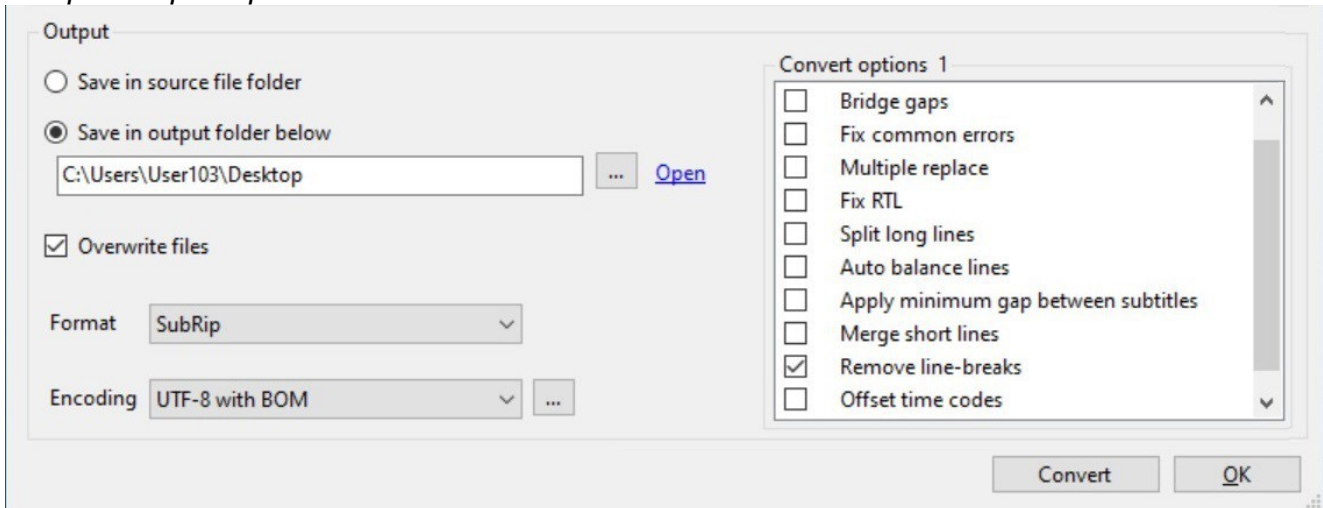 Output
Save in source file folder
Save in output folder below
C:\Users\User103\Desktop
...
Open
Overwrite files
Format
SubRip
Encoding
UTF-8 with BOM
...
Convert options 1
Bridge gaps
Fix common errors
Multiple replace
Fix RTL
Split long lines
Auto balance lines
Apply minimum gap between subtitles
Merge short lines
Remove line-breaks
Offset time codes
Convert
OK